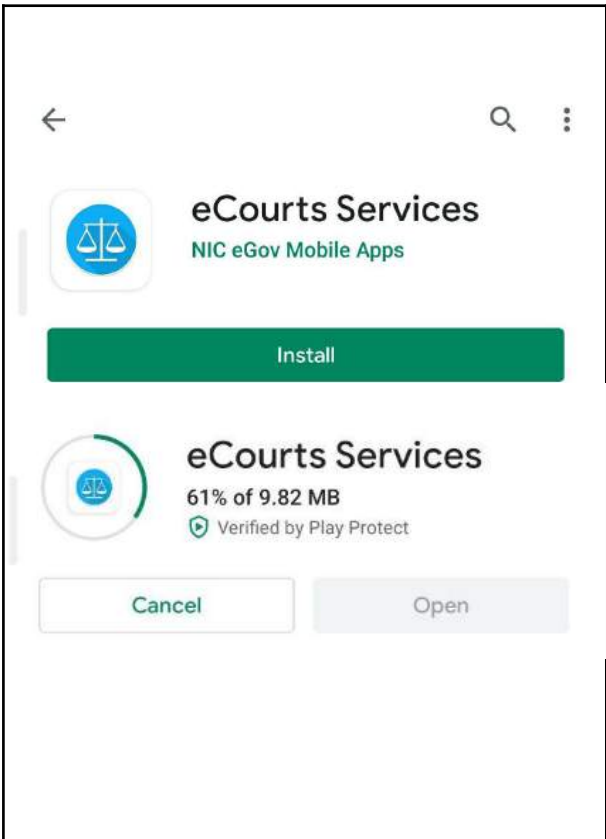 eCourts Services
NIC eGov Mobile Apps
Install
eCourts Services
61% of 9.82 MB
Verified by Play Protect
Cancel
Open